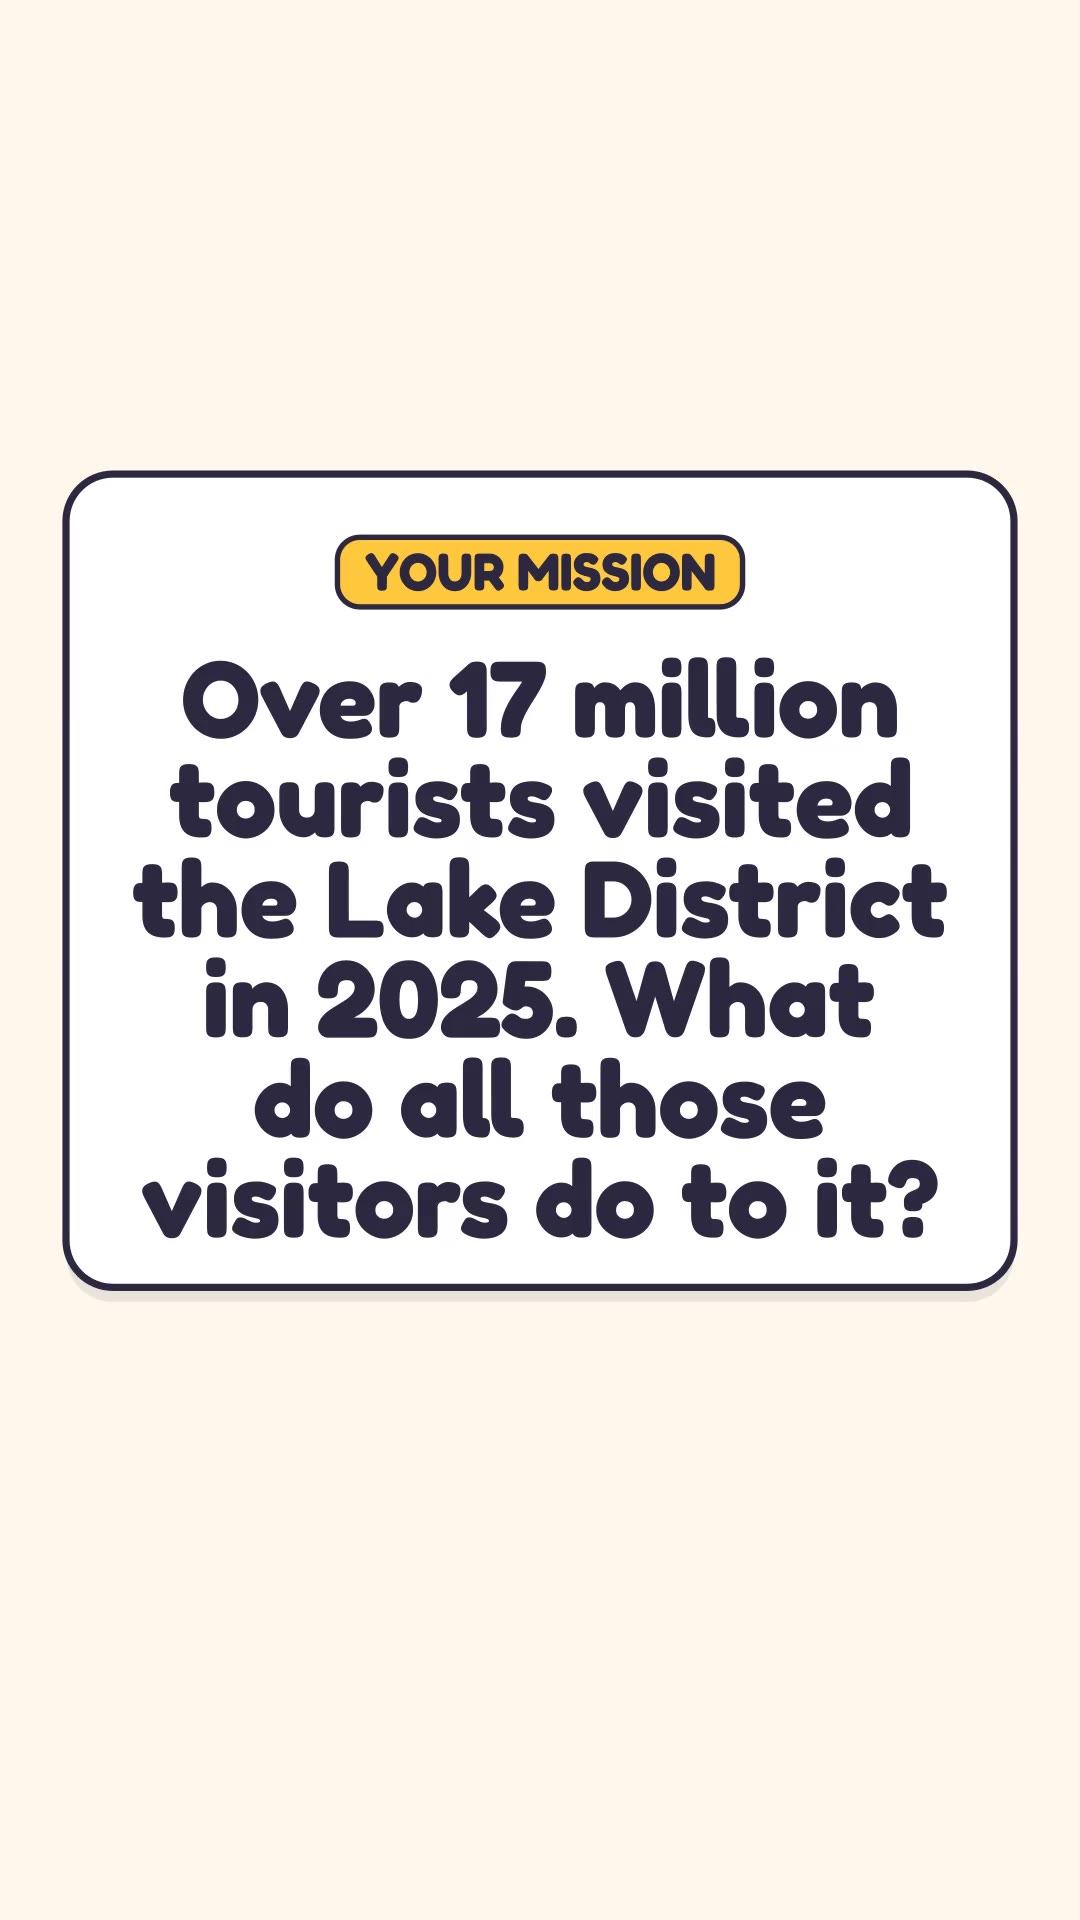 YOUR MISSION
Over 17 million
tourists visited
the Lake District
in 2025. What
do all those
visitors do to it?